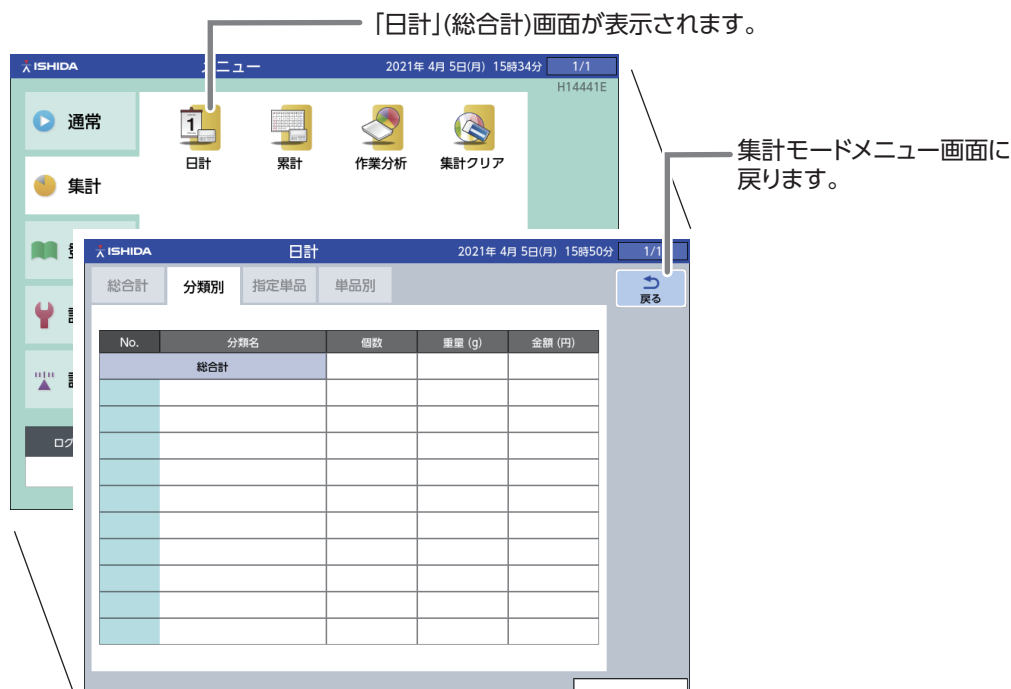 「日計」(総合計)画面が表示されます。
ISHIDA メニュー 2021年 4月 5日(月) 15時34分 1/1
H14441E
通常
日計 累計 作業分析 集計クリア
集計
集計モードメニュー画面に
戻ります。
ISHIDA 日計 2021年 4月 5日(月) 15時50分 1/1
総合計 分類別 指定単品 単品別
戻る
No. 分類名 個数 重量 (g) 金額 (円)
総合計
ログ